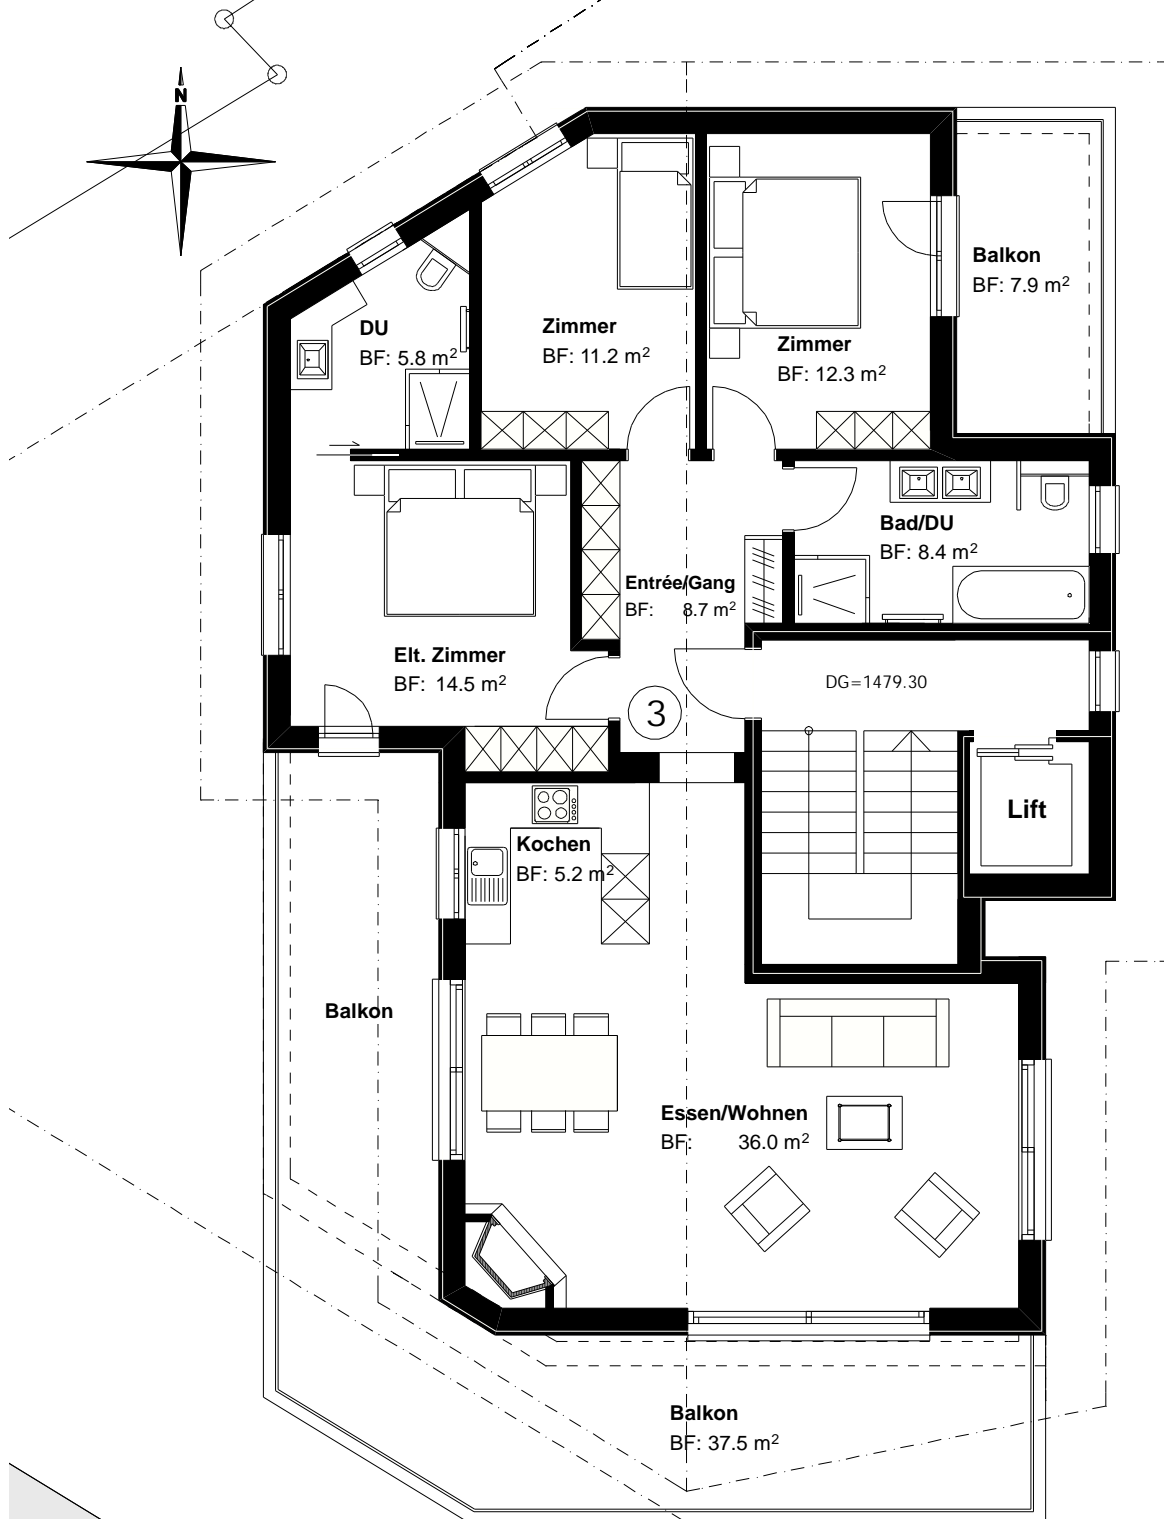 N
Balkon
BF: 7.9 m²
DU
BF: 5.8 m²
Zimmer
BF: 11.2 m²
Zimmer
BF: 12.3 m²
Bad/DU
BF: 8.4 m²
Entrée/Gang
BF: 8.7 m²
Elt. Zimmer
BF: 14.5 m²
DG=1479.30
3
Lift
Kochen
BF: 5.2 m²
Balkon
Essen/Wohnen
BF: 36.0 m²
Balkon
BF: 37.5 m²